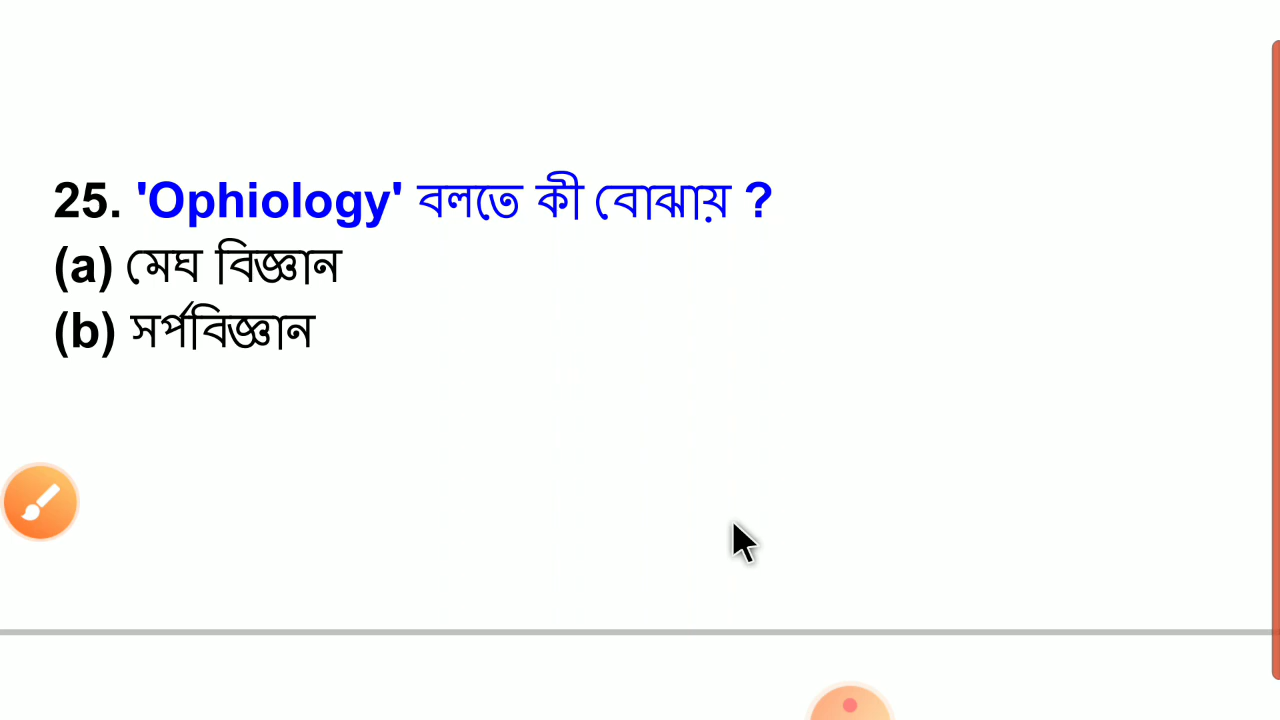 25. 'Ophiology' বলতে কী বোঝায় ?
(a) মেঘ বিজ্ঞান
(b) সর্পবিজ্ঞান